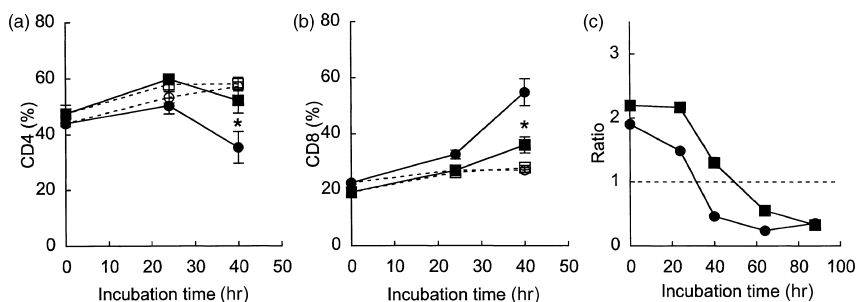 (a)
80
60
40
20
0
CD4 (%)
*
0 10 20 30 40 50
Incubation time (hr)
(b)
80
60
40
20
0
CD8 (%)
*
0 10 20 30 40 50
Incubation time (hr)
(c)
3
2
1
0
Ratio
0 20 40 60 80 100
Incubation time (hr)